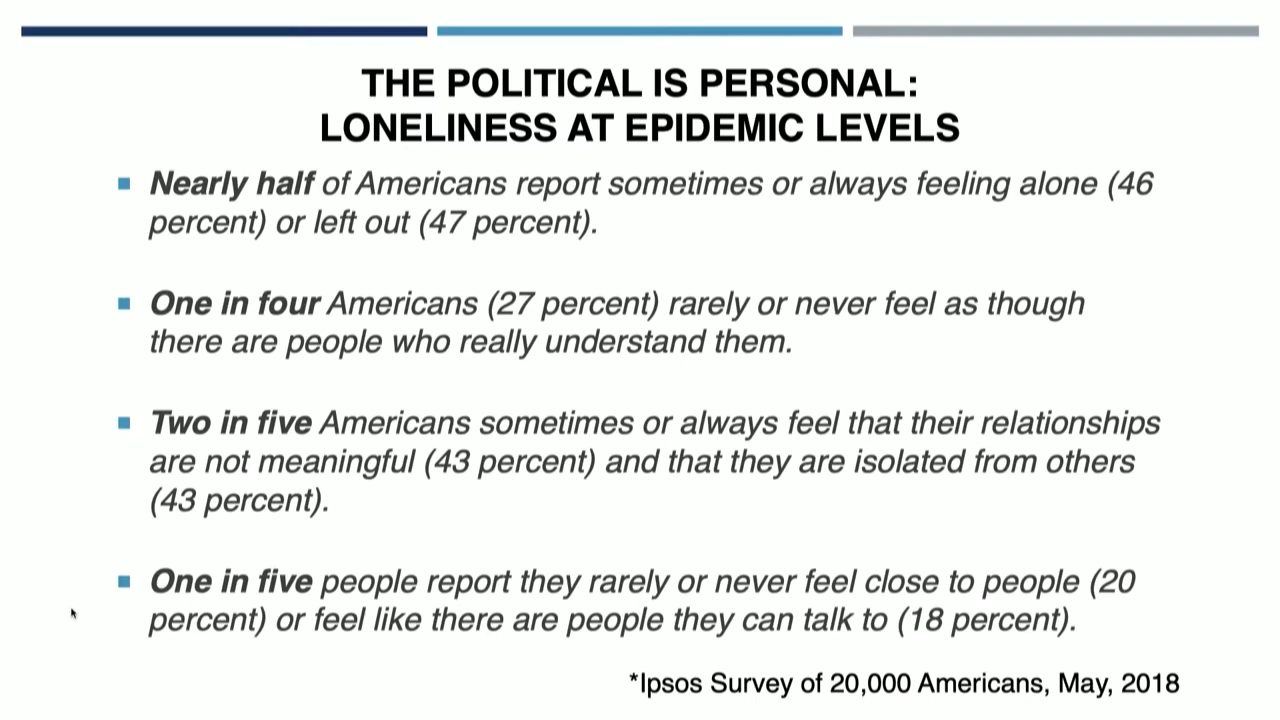 THE POLITICAL IS PERSONAL:
LONELINESS AT EPIDEMIC LEVELS
Nearly half of Americans report sometimes or always feeling alone (46
percent) or left out (47 percent).
One in four Americans (27 percent) rarely or never feel as though
there are people who really understand them.
Two in five Americans sometimes or always feel that their relationships
are not meaningful (43 percent) and that they are isolated from others
(43 percent).
One in five people report they rarely or never feel close to people (20
percent) or feel like there are people they can talk to (18 percent).
*Ipsos Survey of 20,000 Americans, May, 2018